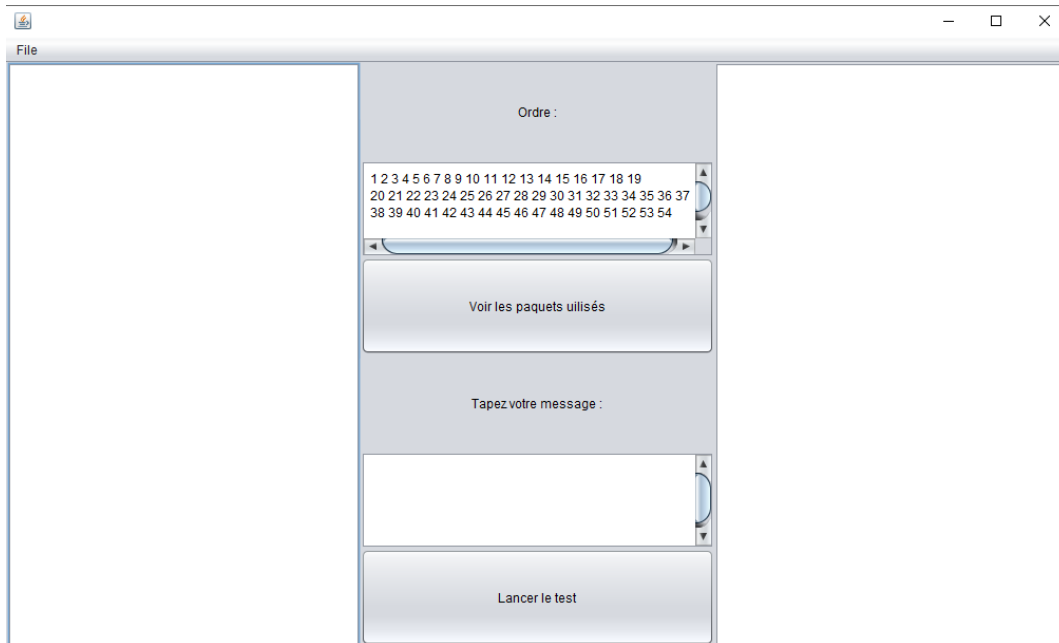 File
Ordre :
1 2 3 4 5 6 7 8 9 10 11 12 13 14 15 16 17 18 19
20 21 22 23 24 25 26 27 28 29 30 31 32 33 34 35 36 37
38 39 40 41 42 43 44 45 46 47 48 49 50 51 52 53 54
Voir les paquets uilisés
Tapez votre message :
Lancer le test